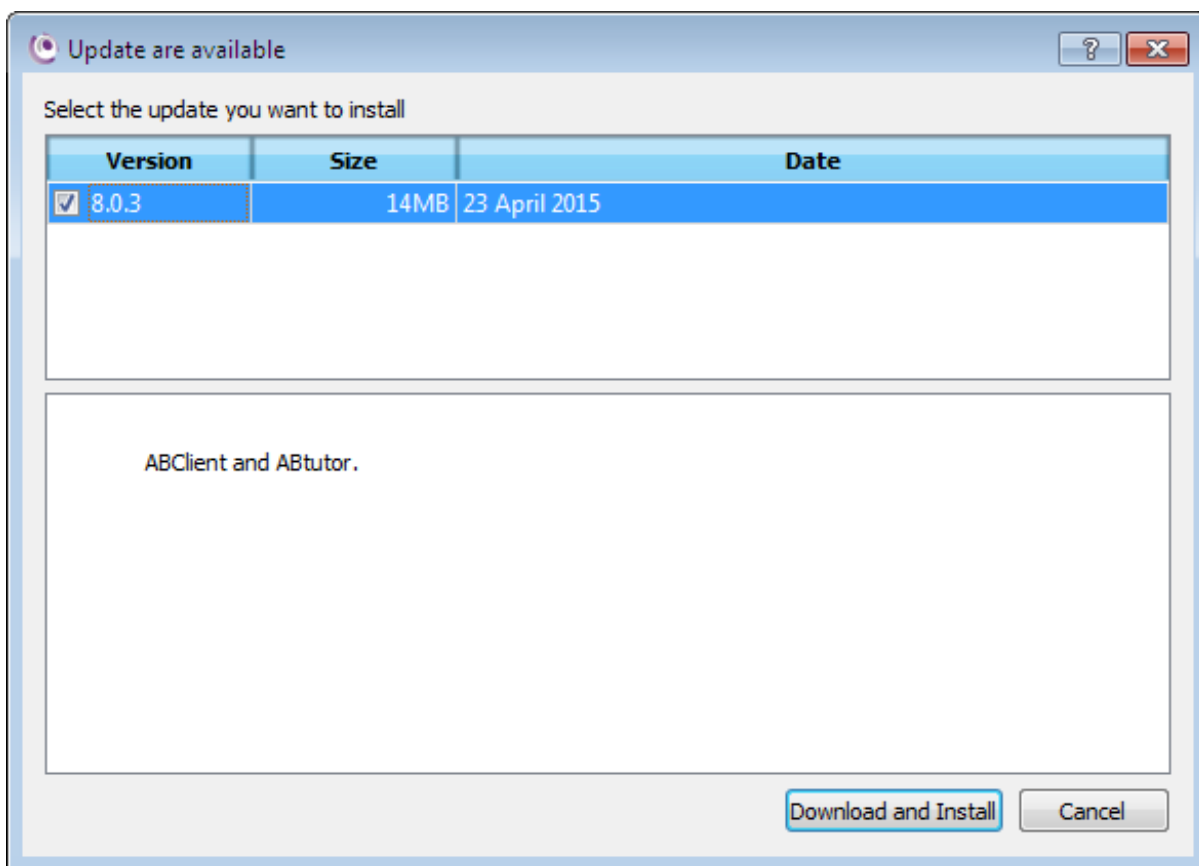 Update are available
Select the update you want to install
Version Size Date
8.0.3 14MB 23 April 2015
ABClient and ABtutor.
Download and Install Cancel